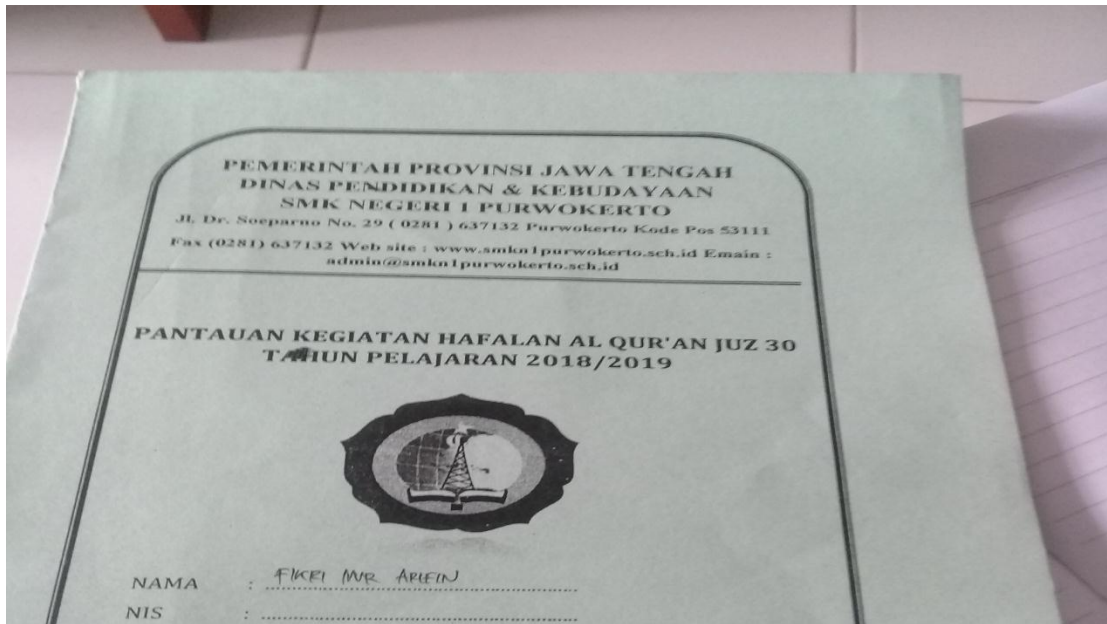 PEMERINTAH PROVINSI JAWA TENGAH
DINAS PENDIDIKAN & KEBUDAYAAN
SMK NEGERI 1 PURWOKERTO
Jl. Dr. Soeparno No. 29 ( 0281 ) 637132 Purwokerto Kode Pos 53111
Fax (0281) 637132 Web site : www.smkn1purwokerto.sch.id Emain :
admin@smkn1purwokerto.sch.id
PANTAUAN KEGIATAN HAFALAN AL QUR'AN JUZ 30
TAHUN PELAJARAN 2018/2019
NAMA : FIKRI NUR ARIFIN
NIS :